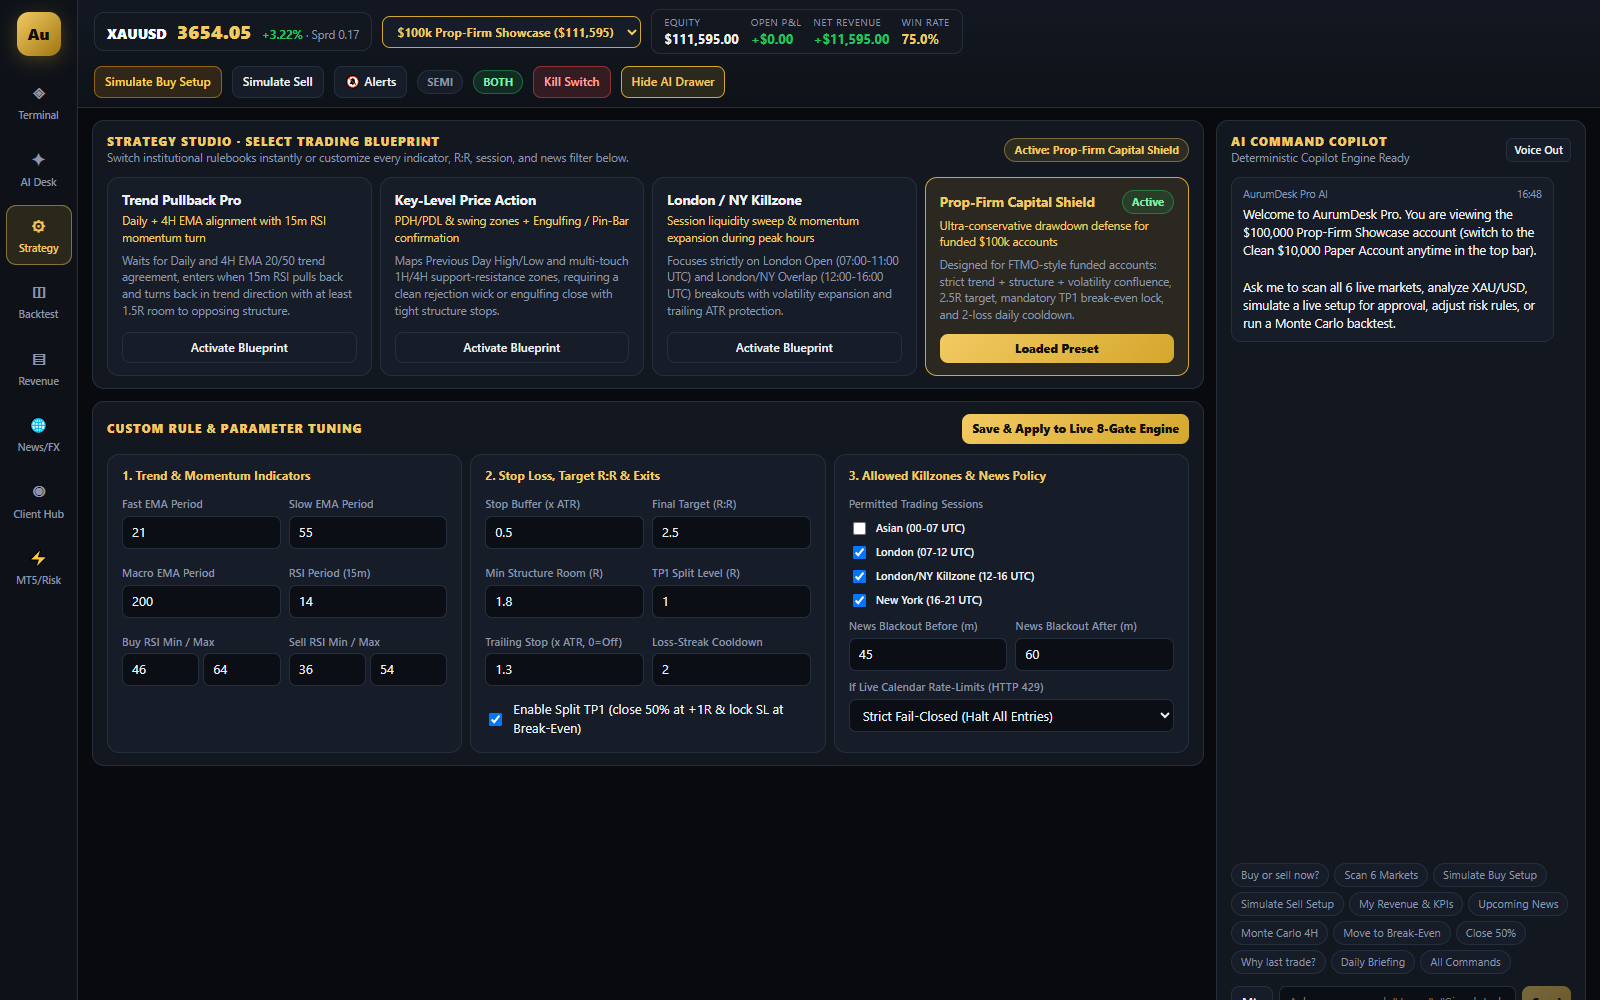 Au
XAUUSD 3654.05 +3.22% · Sprd 0.17
$100k Prop-Firm Showcase ($111,595)
EQUITY OPEN P&L NET REVENUE WIN RATE
$111,595.00 +$0.00 +$11,595.00 75.0%
Simulate Buy Setup Simulate Sell Alerts SEMI BOTH Kill Switch Hide AI Drawer
Terminal
AI Desk
Strategy
Backtest
Revenue
News/FX
Client Hub
MT5/Risk
STRATEGY STUDIO · SELECT TRADING BLUEPRINT
Switch institutional rulebooks instantly or customize every indicator, R:R, session, and news filter below.
Active: Prop-Firm Capital Shield
Trend Pullback Pro
Daily + 4H EMA alignment with 15m RSI
momentum turn
Waits for Daily and 4H EMA 20/50 trend
agreement, enters when 15m RSI pulls back
and turns back in trend direction with at least
1.5R room to opposing structure.
Activate Blueprint
Key-Level Price Action
PDH/PDL & swing zones + Engulfing / Pin-Bar
confirmation
Maps Previous Day High/Low and multi-touch
1H/4H support-resistance zones, requiring a
clean rejection wick or engulfing close with
tight structure stops.
Activate Blueprint
London / NY Killzone
Session liquidity sweep & momentum
expansion during peak hours
Focuses strictly on London Open (07:00-11:00
UTC) and London/NY Overlap (12:00-16:00
UTC) breakouts with volatility expansion and
trailing ATR protection.
Activate Blueprint
Prop-Firm Capital Shield Active
Ultra-conservative drawdown defense for
funded $100k accounts
Designed for FTMO-style funded accounts:
strict trend + structure + volatility confluence,
2.5R target, mandatory TP1 break-even lock,
and 2-loss daily cooldown.
Loaded Preset
CUSTOM RULE & PARAMETER TUNING
Save & Apply to Live 8-Gate Engine
1. Trend & Momentum Indicators
Fast EMA Period Slow EMA Period
21 55
Macro EMA Period RSI Period (15m)
200 14
Buy RSI Min / Max Sell RSI Min / Max
46 64 36 54
2. Stop Loss, Target R:R & Exits
Stop Buffer (x ATR) Final Target (R:R)
0.5 2.5
Min Structure Room (R) TP1 Split Level (R)
1.8 1
Trailing Stop (x ATR, 0=Off) Loss-Streak Cooldown
1.3 2
Enable Split TP1 (close 50% at +1R & lock SL at
Break-Even)
3. Allowed Killzones & News Policy
Permitted Trading Sessions
Asian (00-07 UTC)
London (07-12 UTC)
London/NY Killzone (12-16 UTC)
New York (16-21 UTC)
News Blackout Before (m) News Blackout After (m)
45 60
If Live Calendar Rate-Limits (HTTP 429)
Strict Fail-Closed (Halt All Entries)
AI COMMAND COPILOT
Deterministic Copilot Engine Ready
Voice Out
AurumDesk Pro AI 16:48
Welcome to AurumDesk Pro. You are viewing the
$100,000 Prop-Firm Showcase account (switch to the
Clean $10,000 Paper Account anytime in the top bar).
Ask me to scan all 6 live markets, analyze XAU/USD,
simulate a live setup for approval, adjust risk rules, or
run a Monte Carlo backtest.
Buy or sell now? Scan 6 Markets Simulate Buy Setup
Simulate Sell Setup My Revenue & KPIs Upcoming News
Monte Carlo 4H Move to Break-Even Close 50%
Why last trade? Daily Briefing All Commands